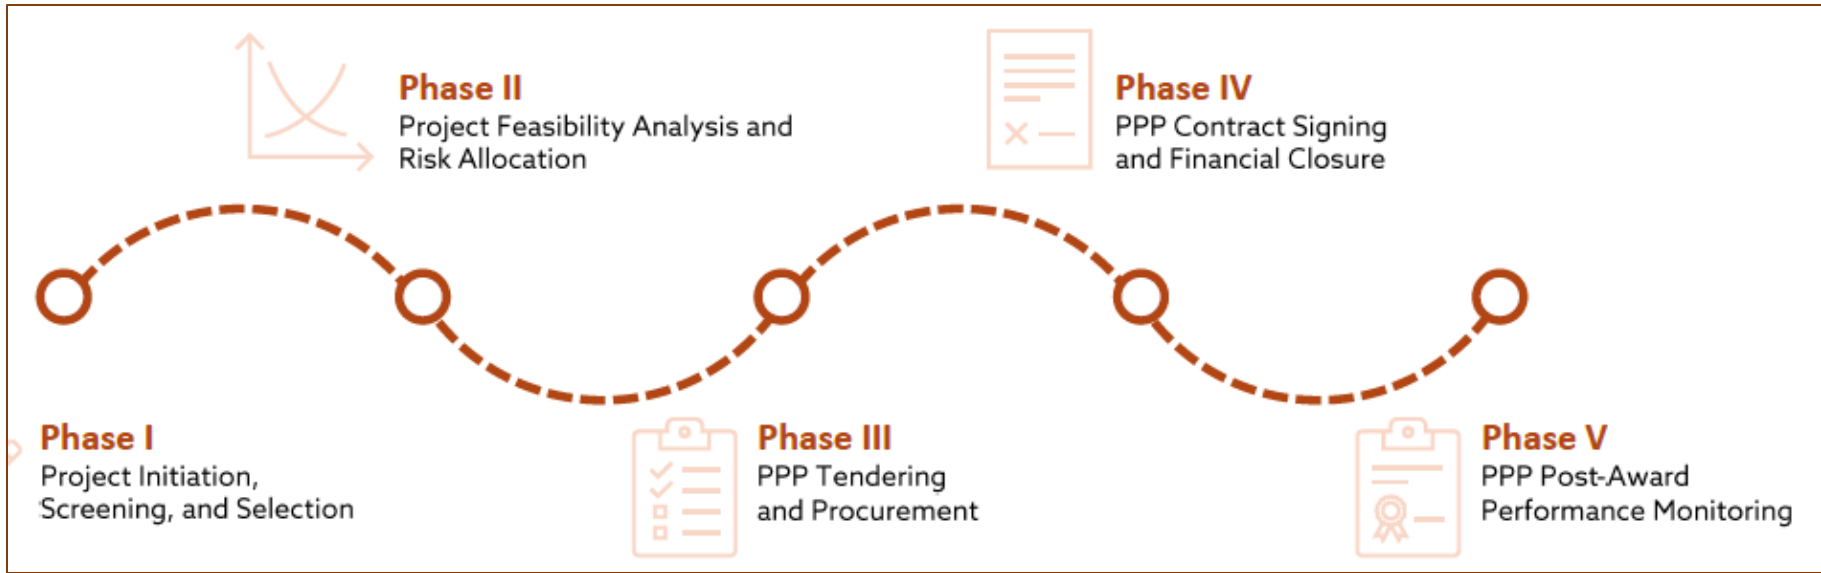 Phase I
Project Initiation,
Screening, and Selection
Phase II
Project Feasibility Analysis and
Risk Allocation
Phase III
PPP Tendering
and Procurement
Phase IV
PPP Contract Signing
and Financial Closure
Phase V
PPP Post-Award
Performance Monitoring